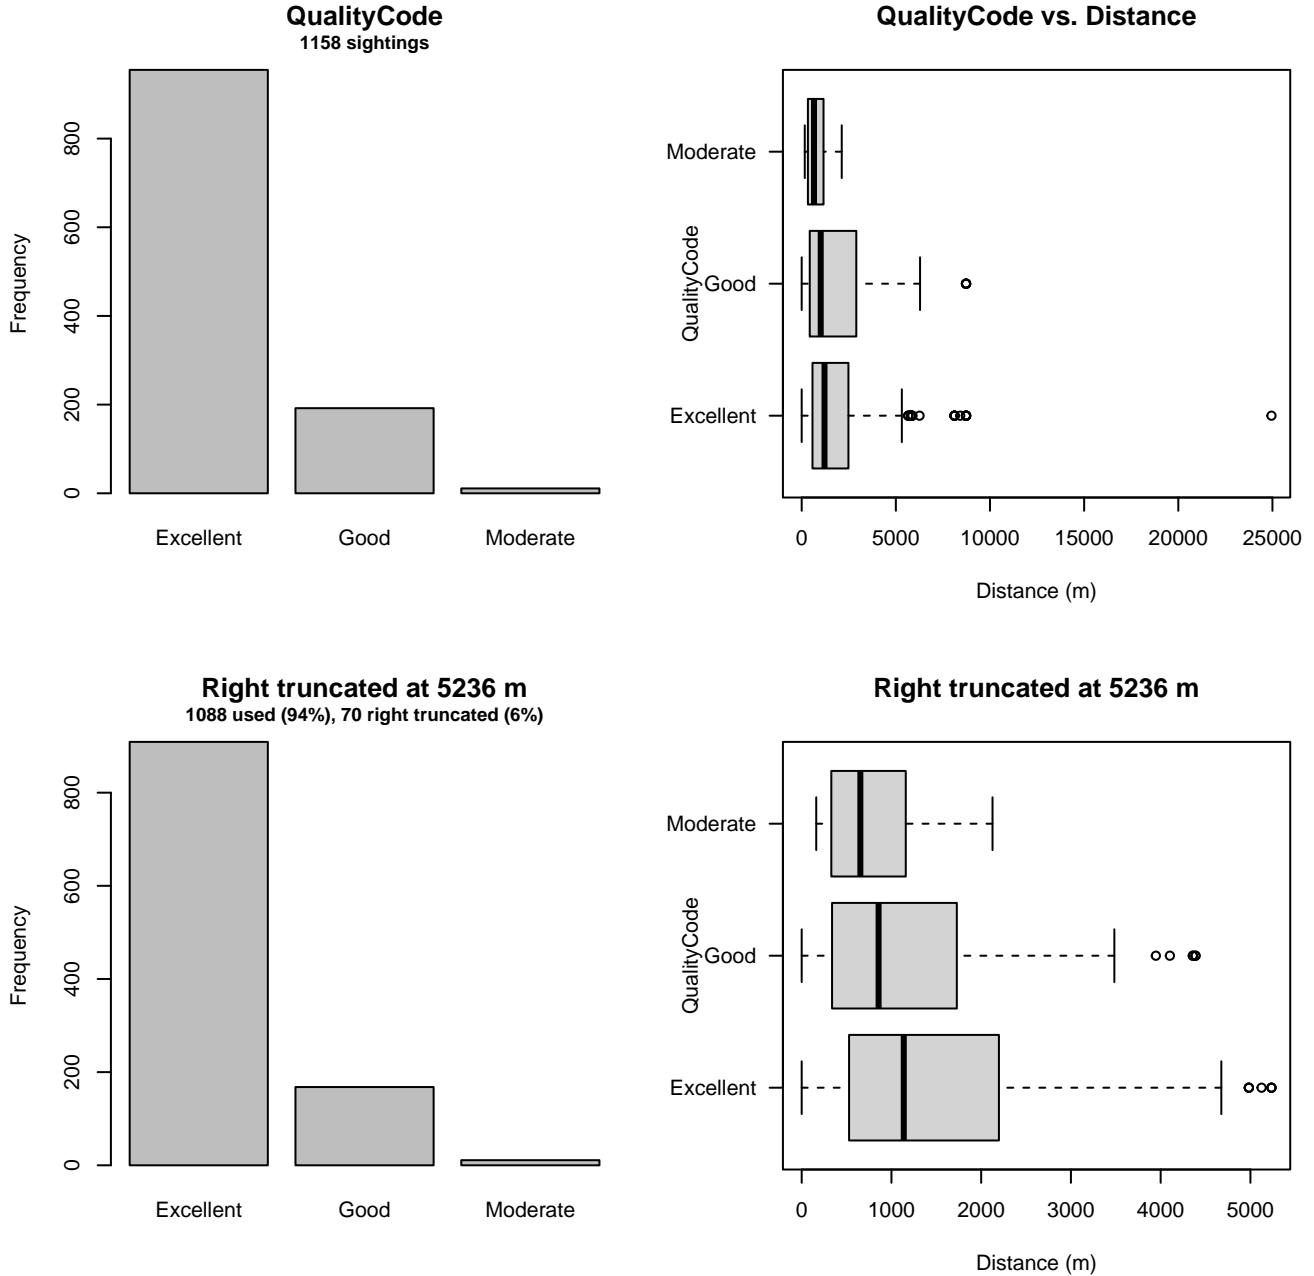 QualityCode
1158 sightings
Frequency
0
200
400
600
800
Excellent Good Moderate
QualityCode vs. Distance
QualityCode
Moderate
Good
Excellent
0 5000 10000 15000 20000 25000
Distance (m)
Right truncated at 5236 m
1088 used (94%), 70 right truncated (6%)
Frequency
0
200
400
600
800
Excellent Good Moderate
Right truncated at 5236 m
QualityCode
Moderate
Good
Excellent
0 1000 2000 3000 4000 5000
Distance (m)